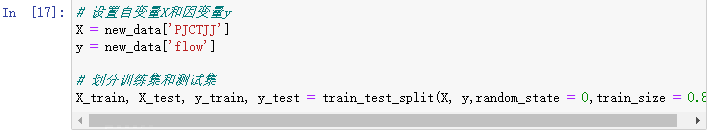 In [17]:
# 设置自变量X和因变量y
X = new_data['PJCTJJ']
y = new_data['flow']
# 划分训练集和测试集
X_train, X_test, y_train, y_test = train_test_split(X, y,random_state = 0,train_size = 0.8